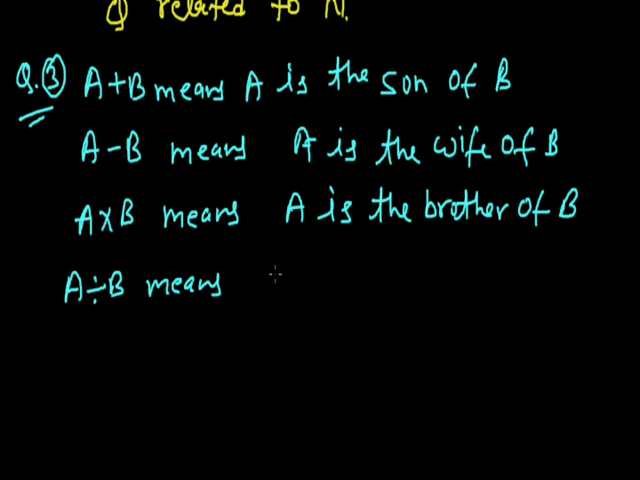 Q related to N.
Q.③ A+B means A is the son of B
A-B means A is the wife of B
A×B means A is the brother of B
A÷B means